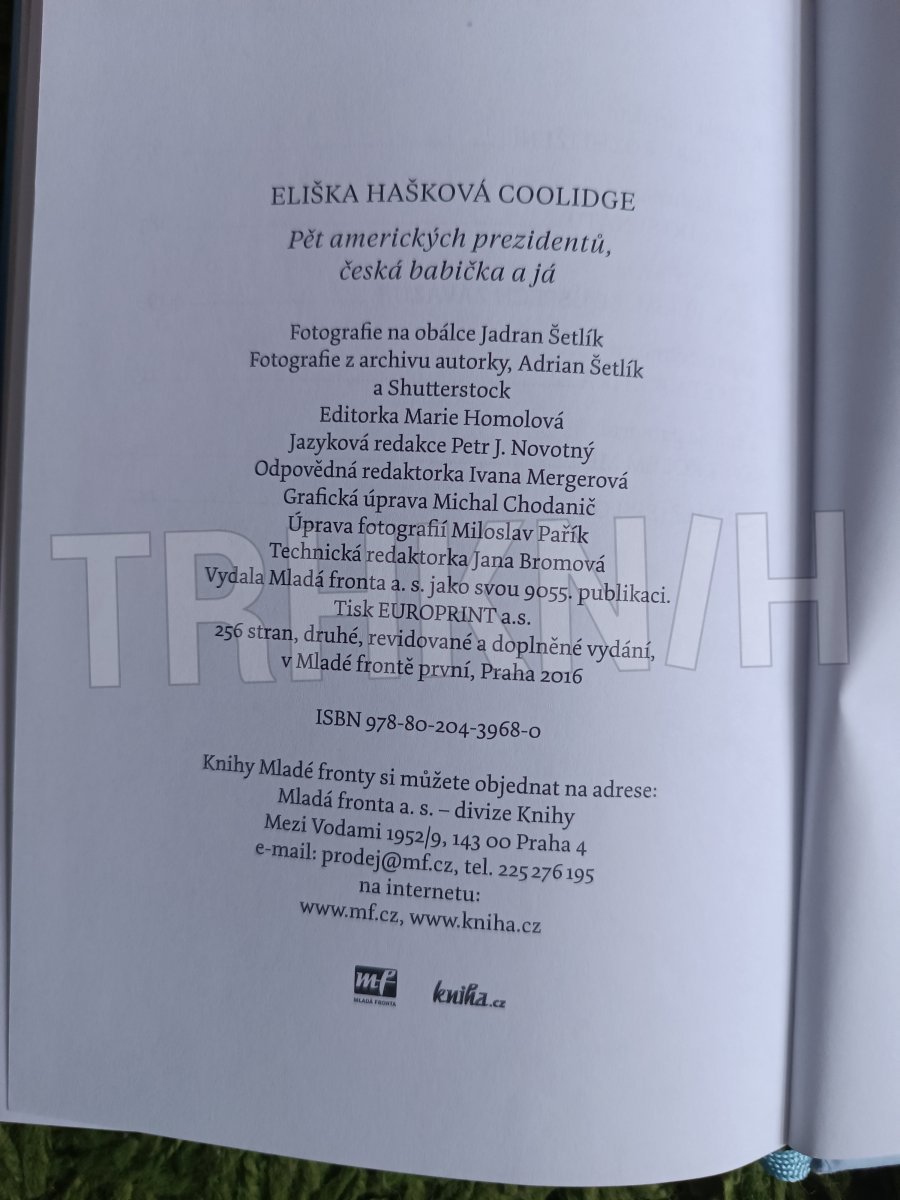 ELIŠKA HAŠKOVÁ COOLIDGE
Pět amerických prezidentů,
česká babička a já
Fotografie na obálce Jadran Šetlík
Fotografie z archivu autorky, Adrian Šetlík
a Shutterstock
Editorka Marie Homolová
Jazyková redakce Petr J. Novotný
Odpovědná redaktorka Ivana Mergerová
Grafická úprava Michal Chodanič
Úprava fotografií Miloslav Pařík
Technická redaktorka Jana Bromová
Vydala Mladá fronta a. s. jako svou 9055. publikaci.
Tisk EUROPRINT a.s.
256 stran, druhé, revidované a doplněné vydání,
v Mladé frontě první, Praha 2016
TRHKNIH
ISBN 978-80-204-3968-0
Knihy Mladé fronty si můžete objednat na adrese:
Mladá fronta a. s. – divize Knihy
Mezi Vodami 1952/9, 143 00 Praha 4
e-mail: prodej@mf.cz, tel. 225 276 195
na internetu:
www.mf.cz, www.kniha.cz
mf
MLADÁ FRONTA
kniha.cz